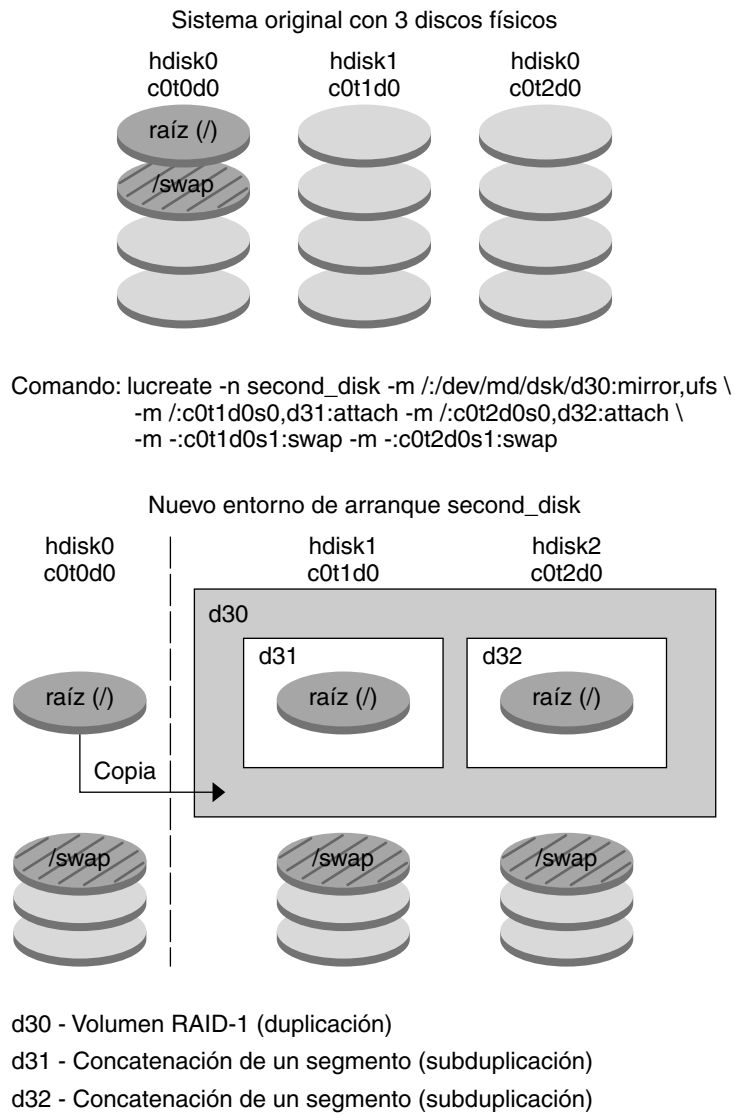 Sistema original con 3 discos físicos
hdisk0 hdisk1 hdisk0
c0t0d0 c0t1d0 c0t2d0
raíz (/)
/swap
Comando: lucreate -n second_disk -m /:/dev/md/dsk/d30:mirror,ufs \
-m /:c0t1d0s0,d31:attach -m /:c0t2d0s0,d32:attach \
-m -:c0t1d0s1:swap -m -:c0t2d0s1:swap
Nuevo entorno de arranque second_disk
hdisk0 hdisk1 hdisk2
c0t0d0 c0t1d0 c0t2d0
d30
d31 d32
raíz (/) raíz (/) raíz (/)
Copia
/swap /swap /swap
d30 - Volumen RAID-1 (duplicación)
d31 - Concatenación de un segmento (subduplicación)
d32 - Concatenación de un segmento (subduplicación)